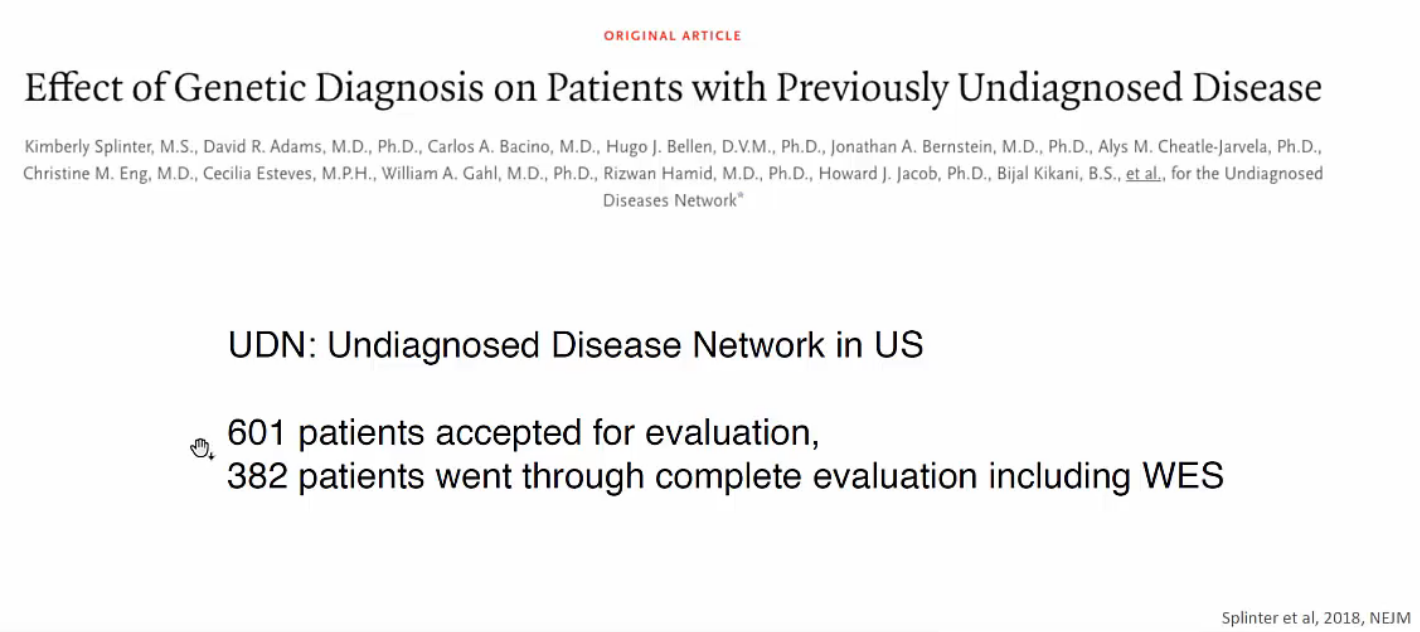 ORIGINAL ARTICLE
Effect of Genetic Diagnosis on Patients with Previously Undiagnosed Disease
Kimberly Splinter, M.S., David R. Adams, M.D., Ph.D., Carlos A. Bacino, M.D., Hugo J. Bellen, D.V.M., Ph.D., Jonathan A. Bernstein, M.D., Ph.D., Alys M. Cheatle-Jarvela, Ph.D.,
Christine M. Eng, M.D., Cecilia Esteves, M.P.H., William A. Gahl, M.D., Ph.D., Rizwan Hamid, M.D., Ph.D., Howard J. Jacob, Ph.D., Bijal Kikani, B.S., et al., for the Undiagnosed
Diseases Network*
UDN: Undiagnosed Disease Network in US
601 patients accepted for evaluation,
382 patients went through complete evaluation including WES
Splinter et al, 2018, NEJM